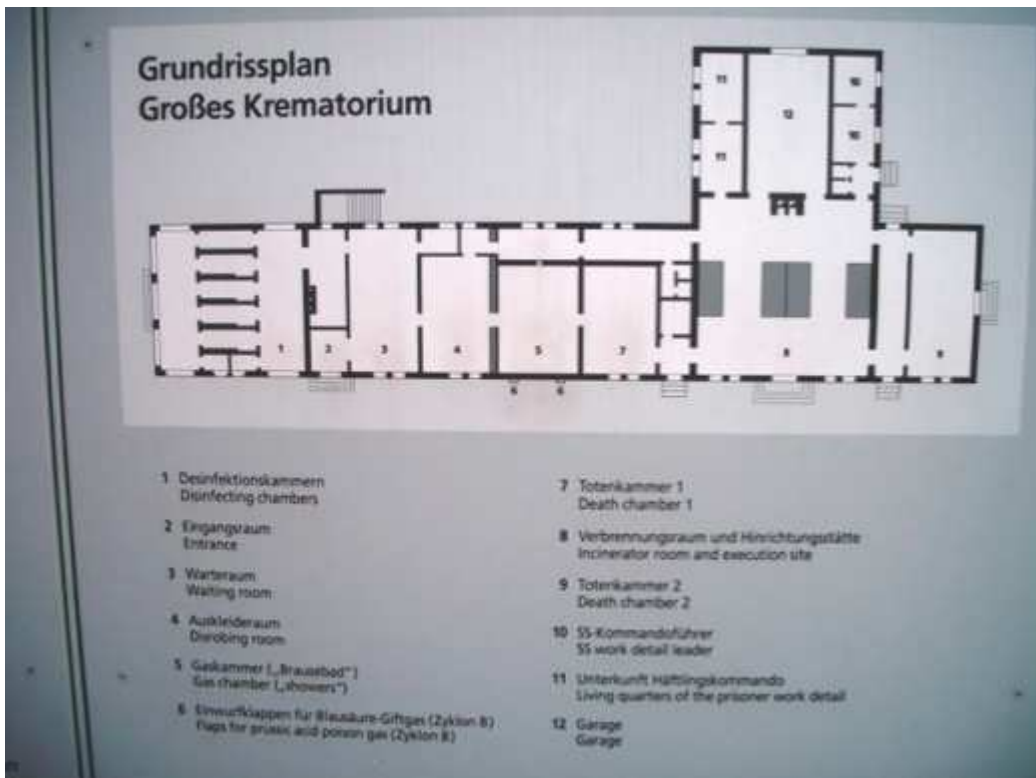 Grundrissplan
Großes Krematorium
11
12
10
11
10
1
2
3
4
5
7
8
9
6
6
1 Desinfektionskammern
Disinfecting chambers
2 Eingangsraum
Entrance
3 Warteraum
Waiting room
4 Auskleideraum
Disrobing room
5 Gaskammer („Brausebad“)
Gas chamber („showers“)
6 Einwurfklappen für Blausäure-Giftgas (Zyklon B)
Flaps for prussic acid poison gas (Zyklon B)
7 Totenkammer 1
Death chamber 1
8 Verbrennungsraum und Hinrichtungsstätte
Incinerator room and execution site
9 Totenkammer 2
Death chamber 2
10 SS-Kommandoführer
SS work detail leader
11 Unterkunft Häftlingskommando
Living quarters of the prisoner work detail
12 Garage
Garage